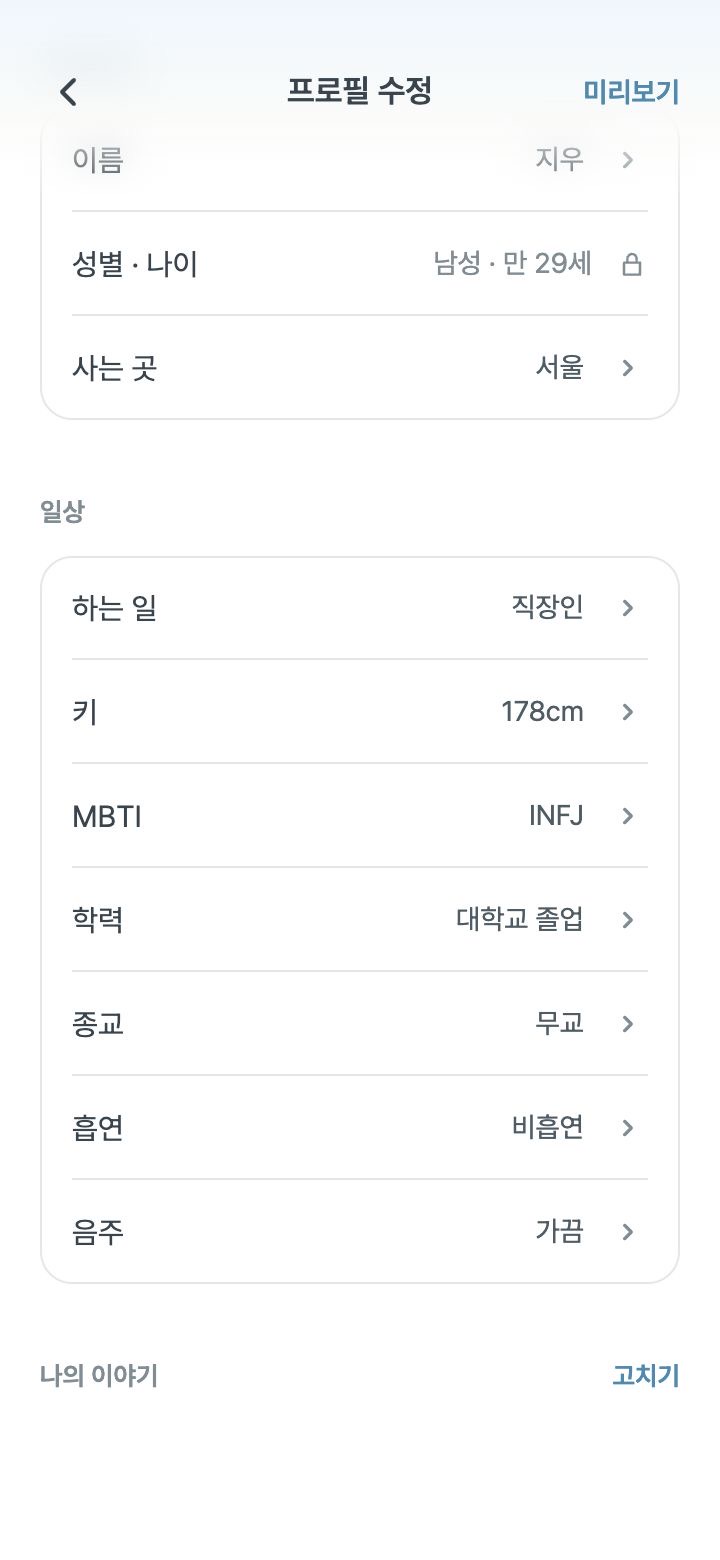 프로필 수정 미리보기
이름 지우
성별 · 나이 남성 · 만 29세
사는 곳 서울
일상
하는 일 직장인
키 178cm
MBTI INFJ
학력 대학교 졸업
종교 무교
흡연 비흡연
음주 가끔
나의 이야기 고치기